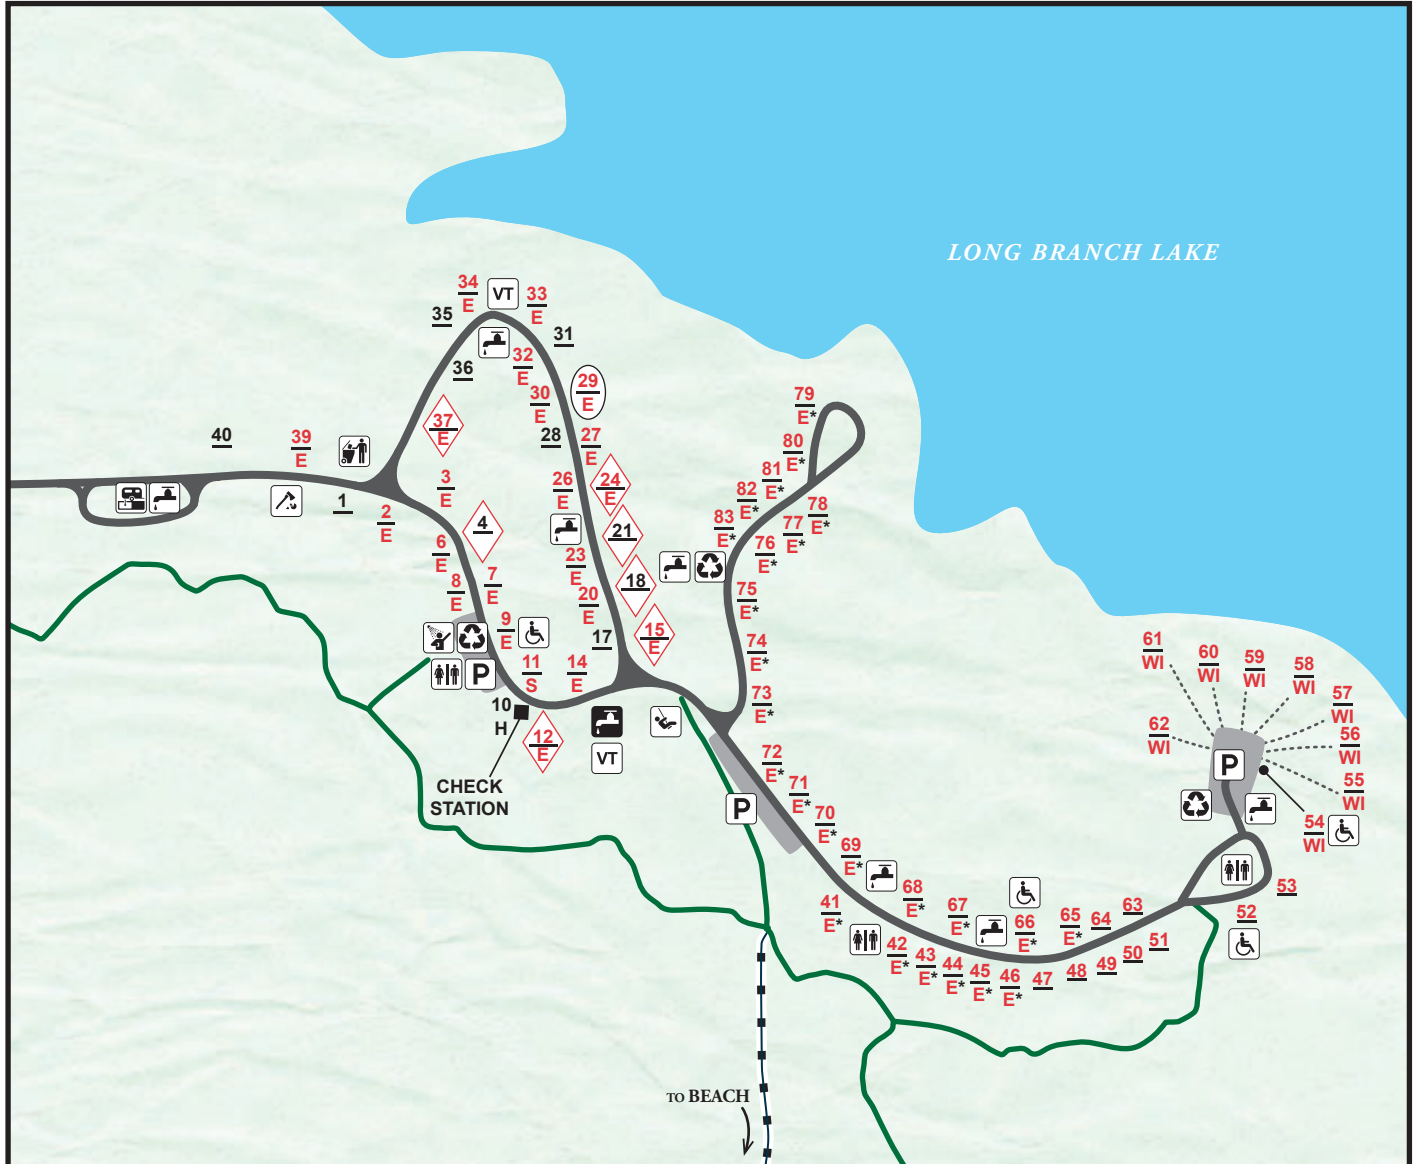 LONG BRANCH LAKE
34
E
VT
33
E
35
31
32
E
36
29
E
30
E
79
E*
37
E
40
39
E
28
27
E
80
E*
3
E
26
E
24
E
81
E*
82
E*
78
E*
1
2
E
4
21
83
E*
77
E*
6
E
23
E
76
E*
8
E
7
E
20
E
18
75
E*
9
E
17
15
E
74
E*
P
11
S
14
E
73
E*
10
H
12
E
VT
CHECK
STATION
61
WI
60
WI
59
WI
58
WI
57
WI
62
WI
56
WI
P
55
WI
54
WI
72
E*
71
E*
P
70
E*
69
E*
68
E*
67
E*
66
E*
65
E*
64
63
53
52
41
E*
42
E*
43
E*
44
E*
45
E*
46
E*
47
48
49
50
51
TO BEACH